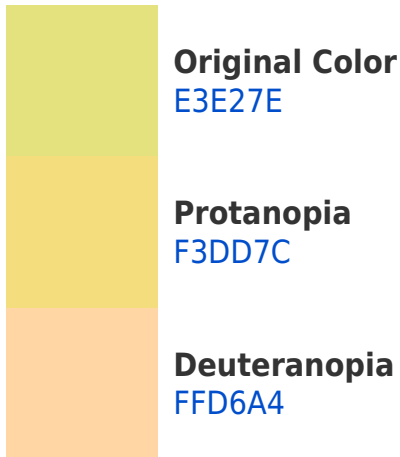 Original Color
E3E27E
Protanopia
F3DD7C
Deuteranopia
FFD6A4